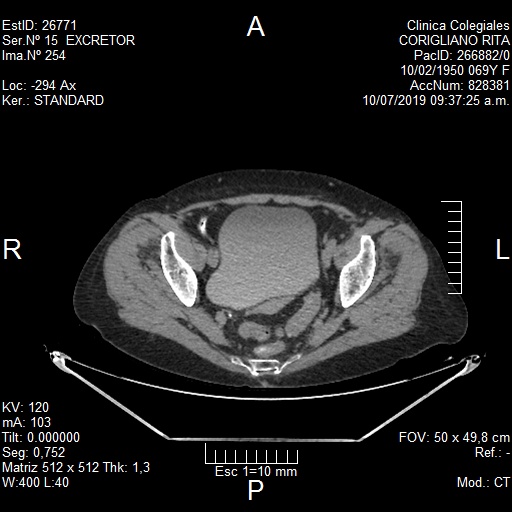 EstID: 26771
Ser.Nº 15 EXCRETOR
Ima.Nº 254
Loc: -294 Ax
Ker.: STANDARD
A
Clinica Colegiales
CORIGLIANO RITA
PacID: 266882/0
10/02/1950 069Y F
AccNum: 828381
10/07/2019 09:37:25 a.m.
R
L
KV: 120
mA: 103
Tilt: 0.000000
Seg: 0,752
Matriz 512 x 512 Thk: 1,3
W:400 L:40
Esc 1=10 mm
P
FOV: 50 x 49,8 cm
Ref.: -
Mod.: CT